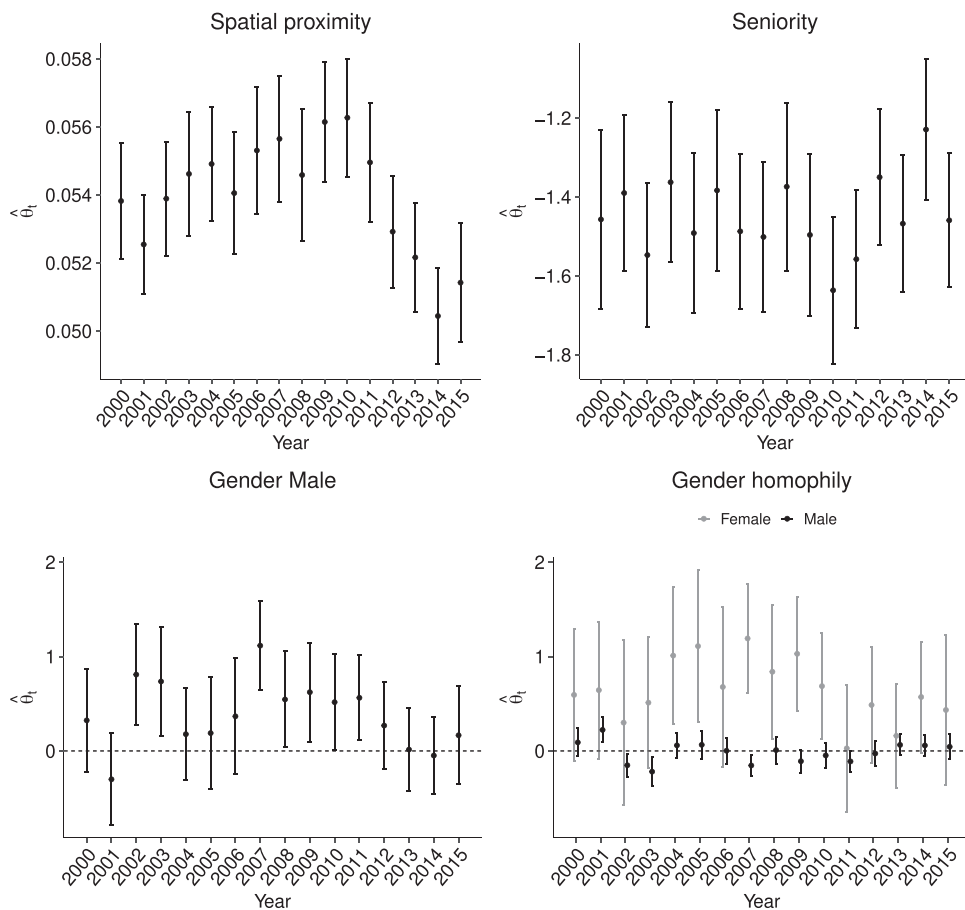 Spatial proximity
0.058
0.056
0.054
0.052
0.050
θ̂t
2000 2001 2002 2003 2004 2005 2006 2007 2008 2009 2010 2011 2012 2013 2014 2015
Year
Seniority
−1.2
−1.4
−1.6
−1.8
θ̂t
2000 2001 2002 2003 2004 2005 2006 2007 2008 2009 2010 2011 2012 2013 2014 2015
Year
Gender Male
2
1
0
θ̂t
2000 2001 2002 2003 2004 2005 2006 2007 2008 2009 2010 2011 2012 2013 2014 2015
Year
Gender homophily
Female Male
2
1
0
θ̂t
2000 2001 2002 2003 2004 2005 2006 2007 2008 2009 2010 2011 2012 2013 2014 2015
Year